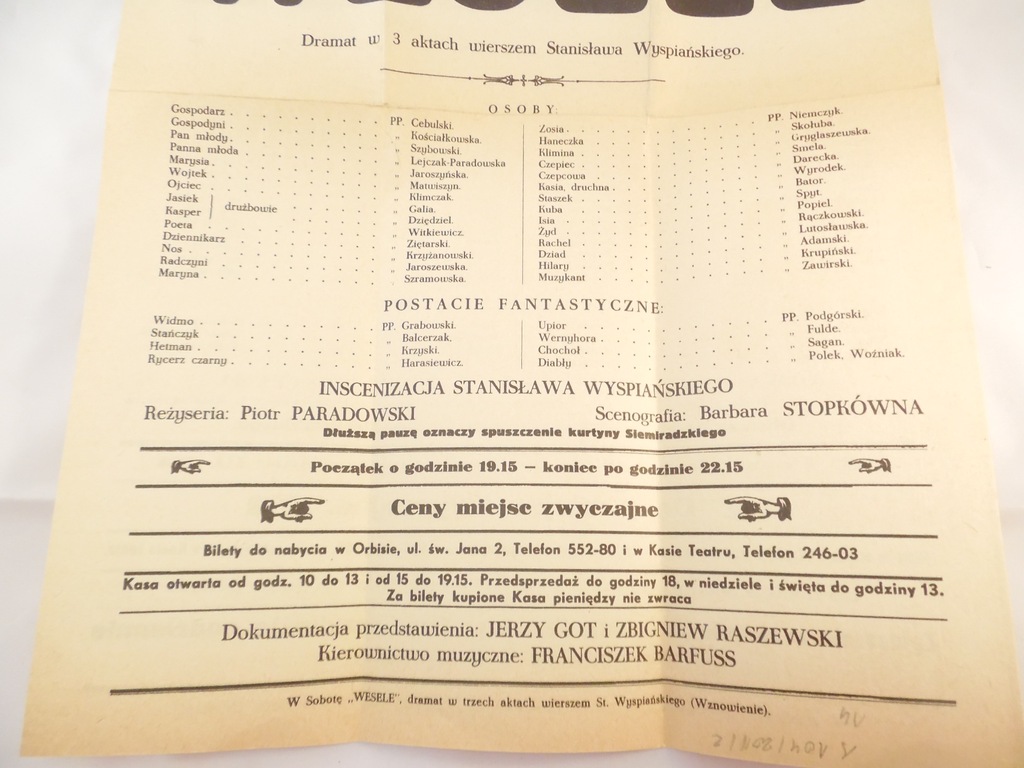 WESELE
Dramat w 3 aktach wierszem Stanisława Wyspiańskiego.
OSOBY:
Gospodarz . . . PP. Cebulski.
Gospodyni . . . „ Kościałkowska.
Pan młody . . . „ Szybowski.
Panna młoda . . . „ Lejczak-Paradowska
Marysia . . . „ Jaroszyńska.
Wojtek . . . „ Matwiszyn.
Ojciec . . . „ Klimczak.
Jasiek } drużbowie . . . „ Galia.
Kasper } drużbowie . . . „ Dziędziel.
Poeta . . . „ Witkiewicz.
Dziennikarz . . . „ Ziętarski.
Nos . . . „ Krzyżanowski.
Radczyni . . . „ Jaroszewska.
Maryna . . . „ Szramowska.
Zosia . . . PP. Niemczyk.
Haneczka . . . „ Skołuba.
Klimina . . . „ Gryglaszewska.
Czepiec . . . „ Smela.
Czepcowa . . . „ Darecka.
Kasia, druchna . . . „ Wyrodek.
Staszek . . . „ Bator.
Kuba . . . „ Spyt.
Isia . . . „ Popiel.
Żyd . . . „ Rączkowski.
Rachel . . . „ Lutosławska.
Dziad . . . „ Adamski.
Hilary . . . „ Krupiński.
Muzykant . . . „ Zawirski.
POSTACIE FANTASTYCZNE:
Widmo . . . PP. Grabowski.
Stańczyk . . . „ Balcerzak.
Hetman . . . „ Krzyski.
Rycerz czarny . . . „ Harasiewicz.
Upior . . . PP. Podgórski.
Wernyhora . . . „ Fulde.
Chochoł . . . „ Sagan.
Diabły . . . „ Polek, Woźniak.
INSCENIZACJA STANISŁAWA WYSPIAŃSKIEGO
Reżyseria: Piotr PARADOWSKI Scenografia: Barbara STOPKÓWNA
Dłuższą pauzę oznaczy spuszczenie kurtyny Siemiradzkiego
Początek o godzinie 19.15 – koniec po godzinie 22.15
Ceny miejsc zwyczajne
Bilety do nabycia w Orbisie, ul. św. Jana 2, Telefon 552-80 i w Kasie Teatru, Telefon 246-03
Kasa otwarta od godz. 10 do 13 i od 15 do 19.15. Przedsprzedaż do godziny 18, w niedziele i święta do godziny 13.
Za bilety kupione Kasa pieniędzy nie zwraca
Dokumentacja przedstawienia: JERZY GOT i ZBIGNIEW RASZEWSKI
Kierownictwo muzyczne: FRANCISZEK BARFUSS
W Sobotę „WESELE", dramat w trzech aktach wierszem St. Wyspiańskiego (Wznowienie).